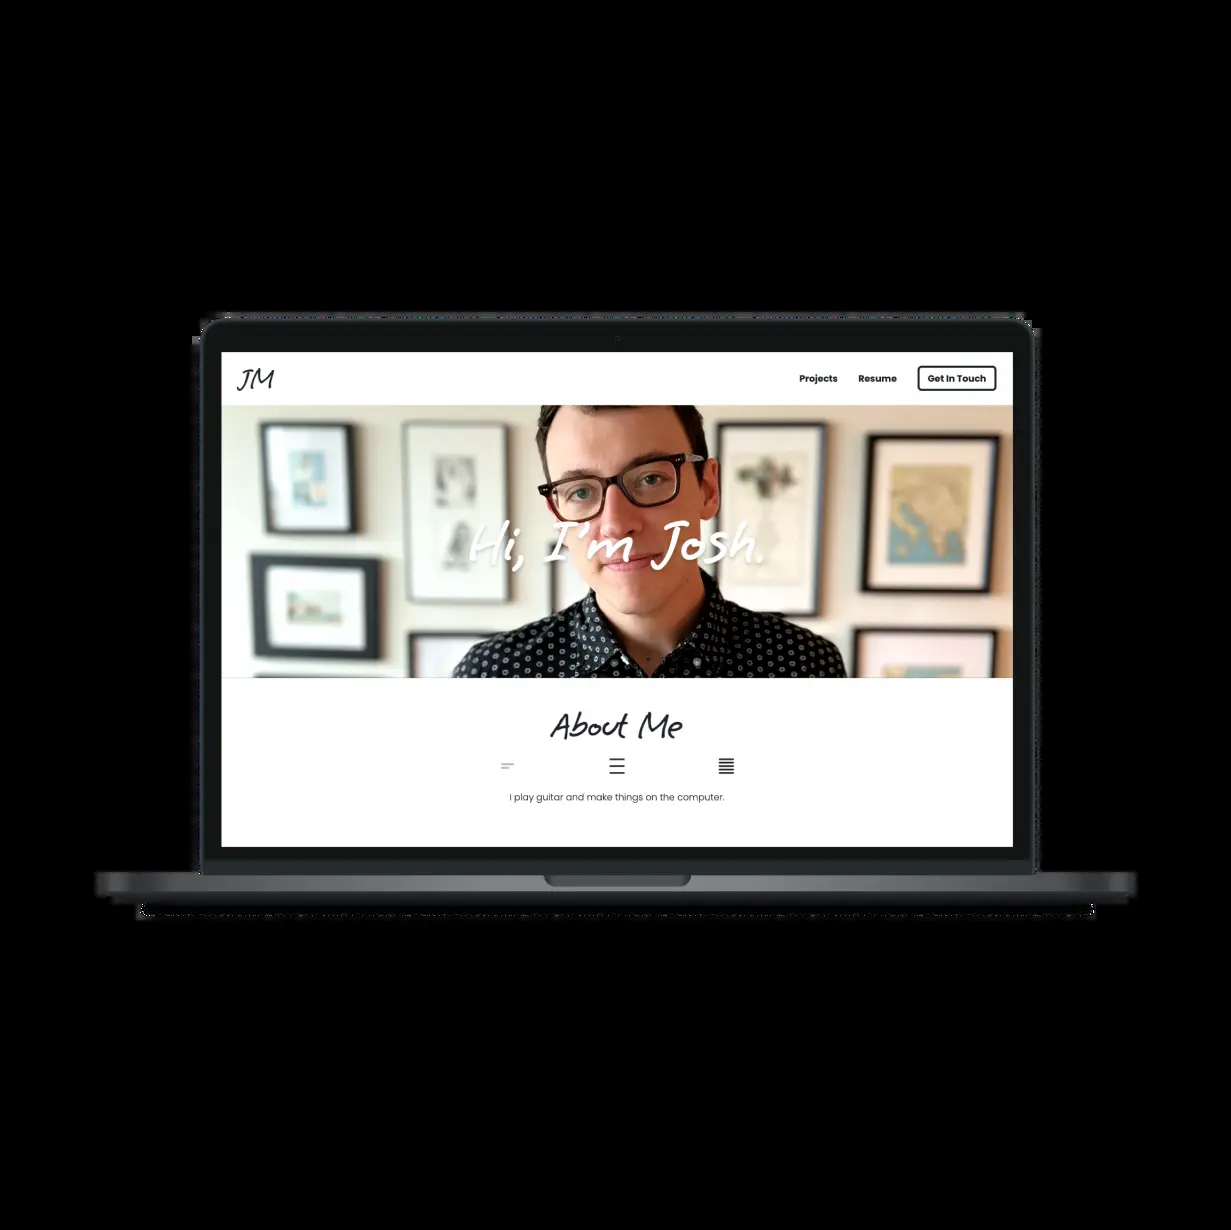 JM
Projects Resume Get In Touch
Hi, I'm Josh.
About Me
I play guitar and make things on the computer.